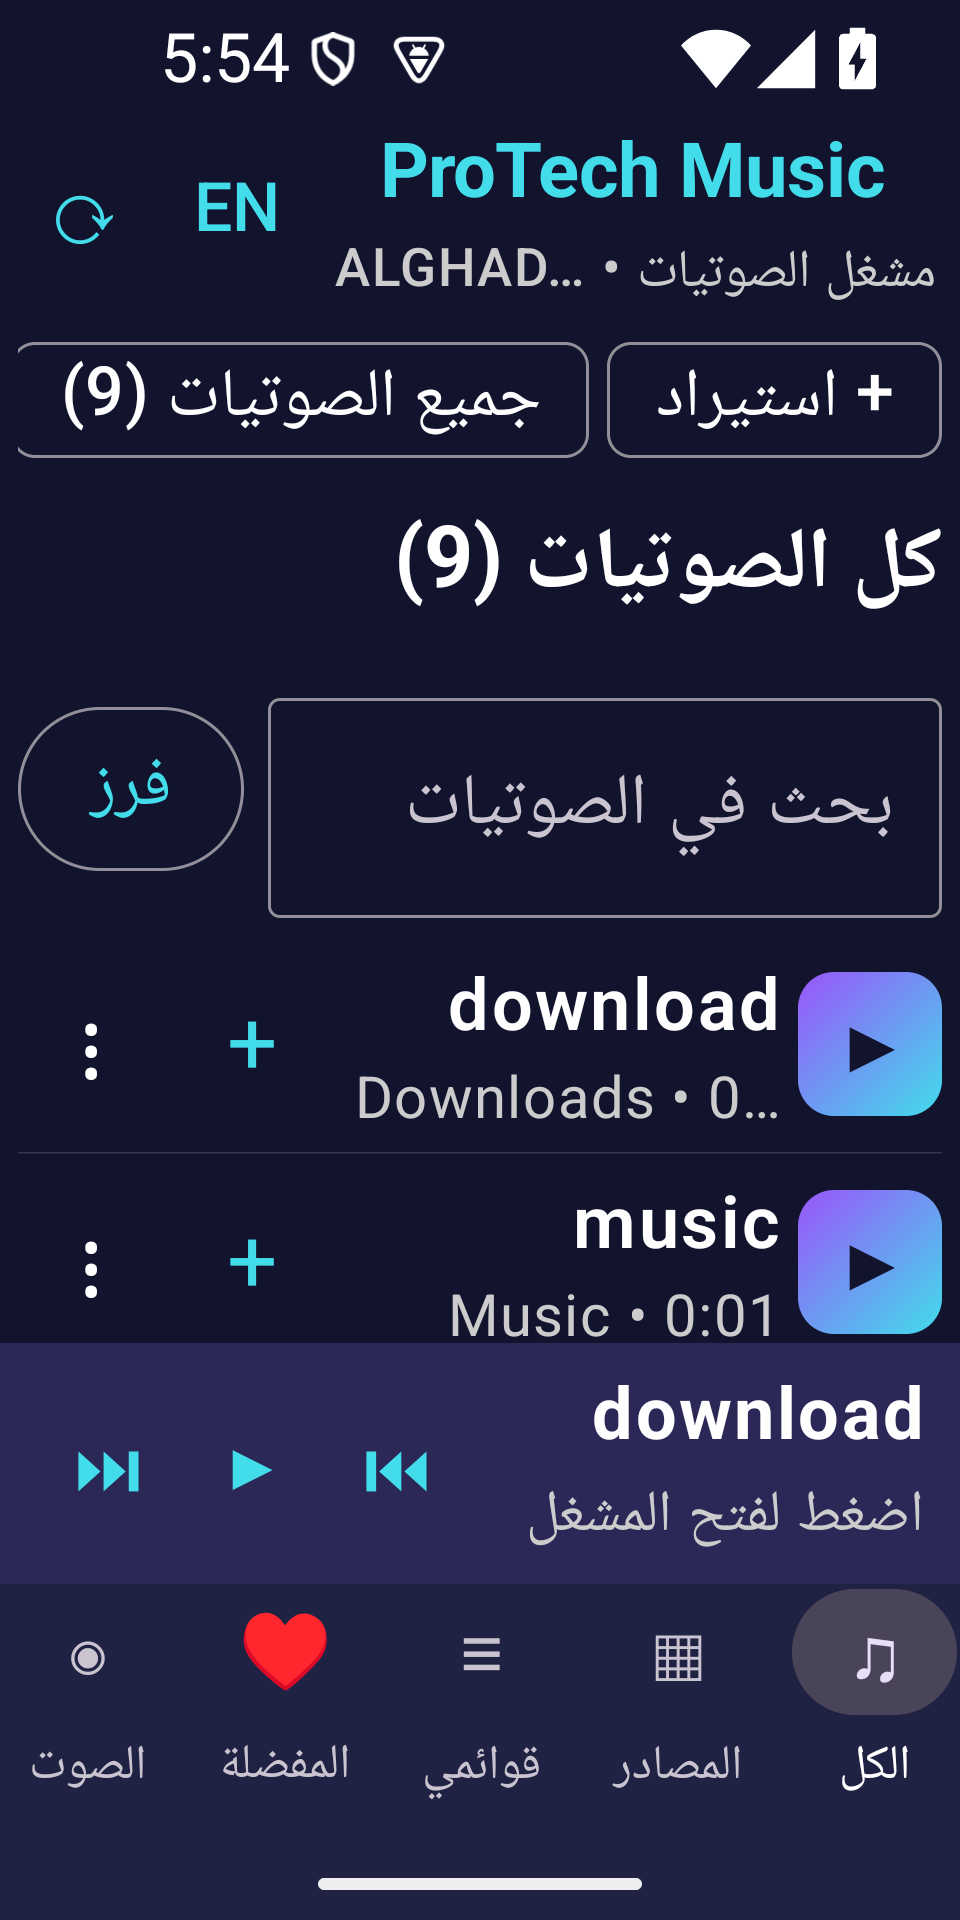 5:54
ProTech Music
EN
مشغل الصوتيات • ALGHAD...
+ استيراد
جميع الصوتيات (9)
كل الصوتيات (9)
بحث في الصوتيات
فرز
download
+
Downloads • 0...
music
+
Music • 0:01
download
اضغط لفتح المشغل
الكل
المصادر
قوائمي
المفضلة
الصوت